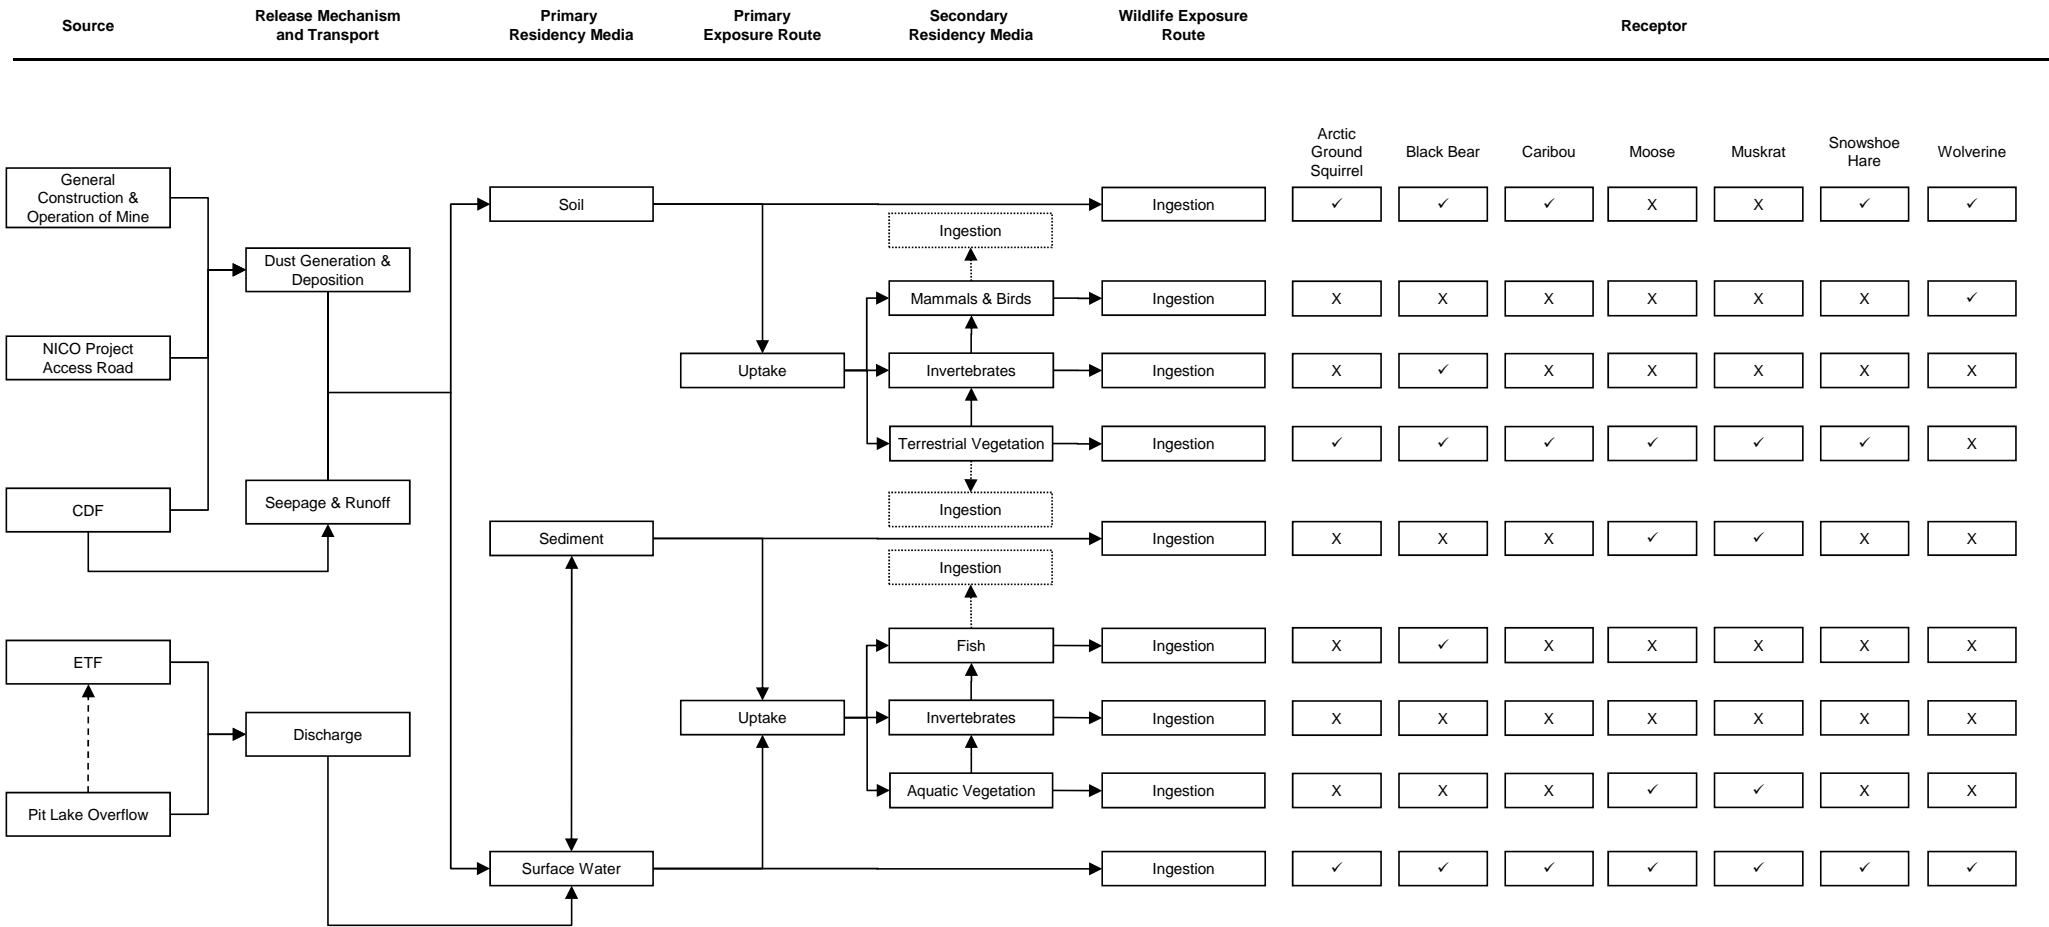 Source
Release Mechanism
and Transport
Primary
Residency Media
Primary
Exposure Route
Secondary
Residency Media
Wildlife Exposure
Route
Receptor
Arctic
Ground
Squirrel
Black Bear
Caribou
Moose
Muskrat
Snowshoe
Hare
Wolverine
General
Construction &
Operation of Mine
Soil
Ingestion
✓ ✓ ✓ X X ✓ ✓
Ingestion
Dust Generation &
Deposition
Mammals & Birds
Ingestion
X X X X X X ✓
NICO Project
Access Road
Uptake
Invertebrates
Ingestion
X ✓ X X X X X
Terrestrial Vegetation
Ingestion
✓ ✓ ✓ ✓ ✓ ✓ X
CDF
Seepage & Runoff
Ingestion
Sediment
Ingestion
X X X ✓ ✓ X X
Ingestion
ETF
Fish
Ingestion
X ✓ X X X X X
Discharge
Uptake
Invertebrates
Ingestion
X X X X X X X
Pit Lake Overflow
Aquatic Vegetation
Ingestion
X X X ✓ ✓ X X
Surface Water
Ingestion
✓ ✓ ✓ ✓ ✓ ✓ ✓